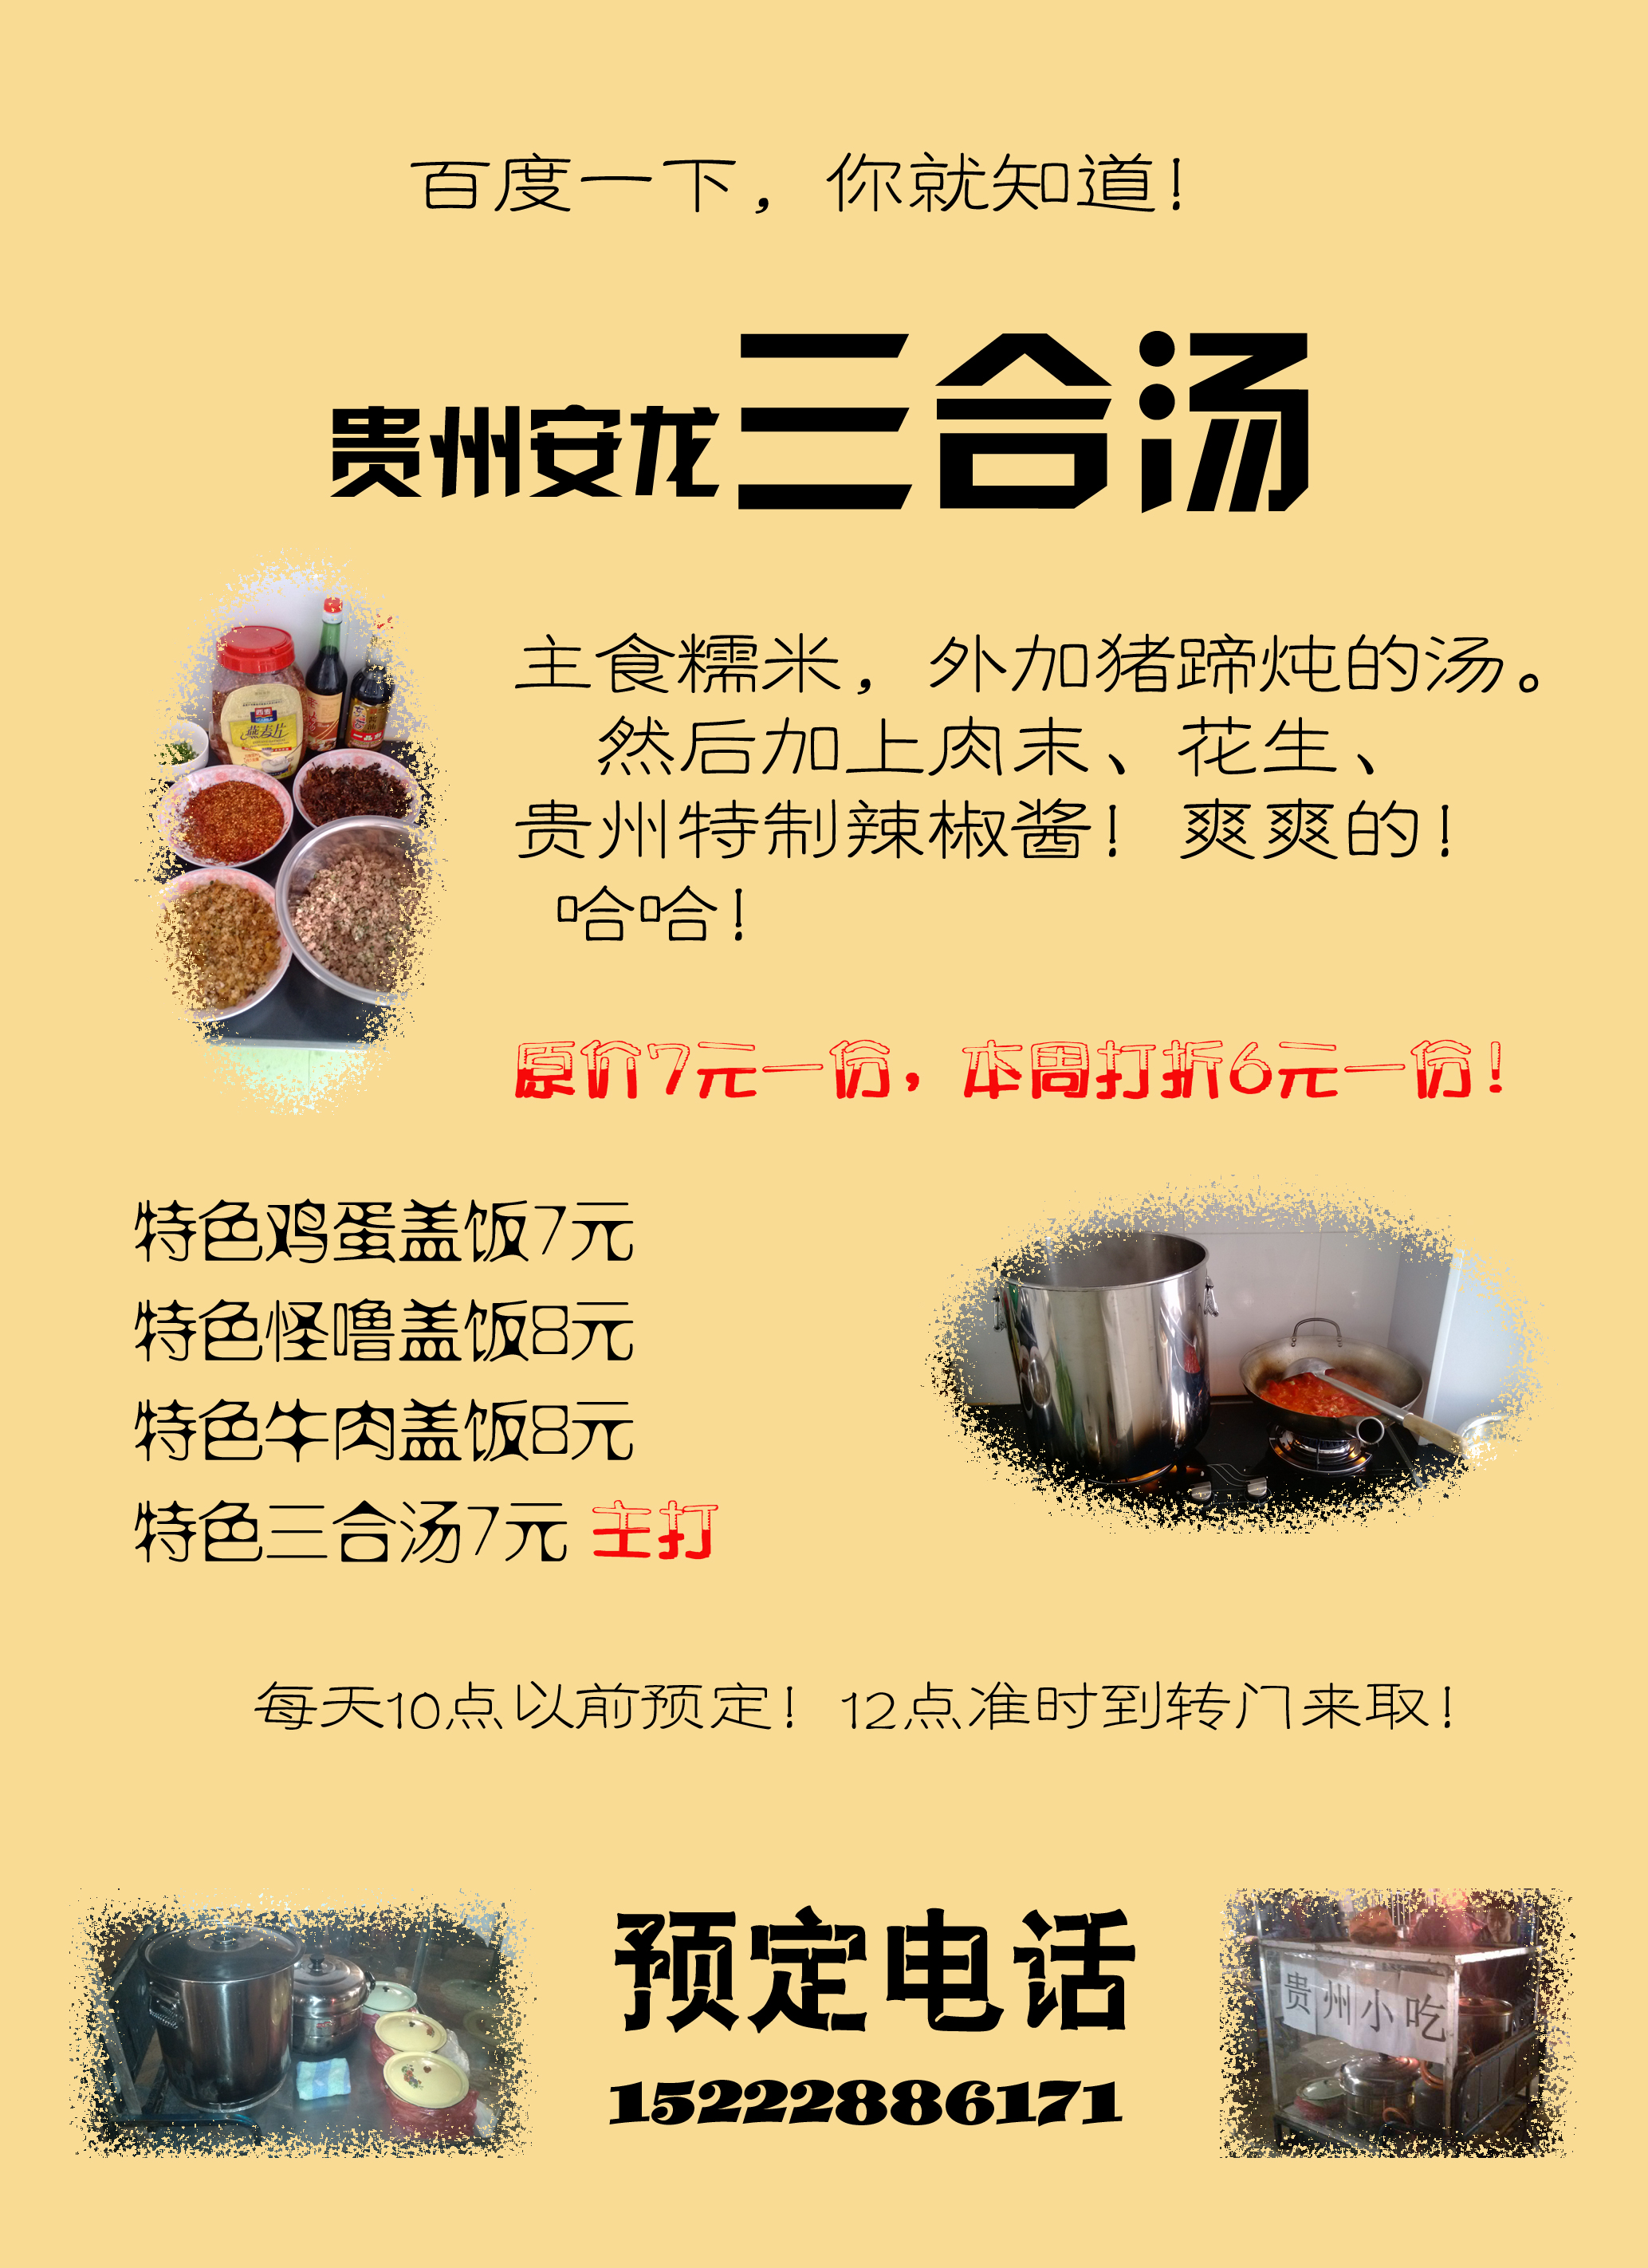 百度一下，你就知道！
贵州安龙三合汤
主食糯米，外加猪蹄炖的汤。
然后加上肉末、花生、
贵州特制辣椒酱！ 爽爽的！
哈哈！
燕麦片
原价7元一份，本周打折6元一份！
特色鸡蛋盖饭7元
特色怪噜盖饭8元
特色牛肉盖饭8元
特色三合汤7元 主打
每天10点以前预定！ 12点准时到转门来取！
预定电话
15222886171
贵州小吃